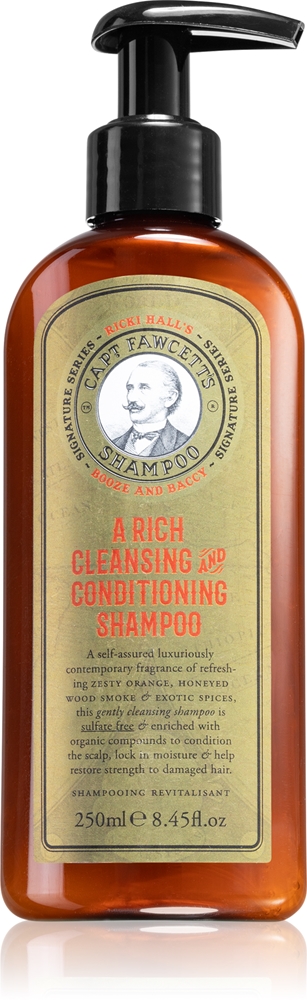 RICKI HALL'S
SIGNATURE SERIES
SIGNATURE SERIES
CAPT FAWCETT'S
TM
®
SHAMPOO
BOOZE AND BACCY
A RICH
CLEANSING AND
CONDITIONING
SHAMPOO
A self-assured luxuriously
contemporary fragrance of refresh-
ing ZESTY ORANGE, HONEYED
WOOD SMOKE & EXOTIC SPICES,
this gently cleansing shampoo is
sulfate free & enriched with
organic compounds to condition
the scalp, lock in moisture & help
restore strength to damaged hair.
SHAMPOOING REVITALISANT
250ml ℮ 8.45fl.oz